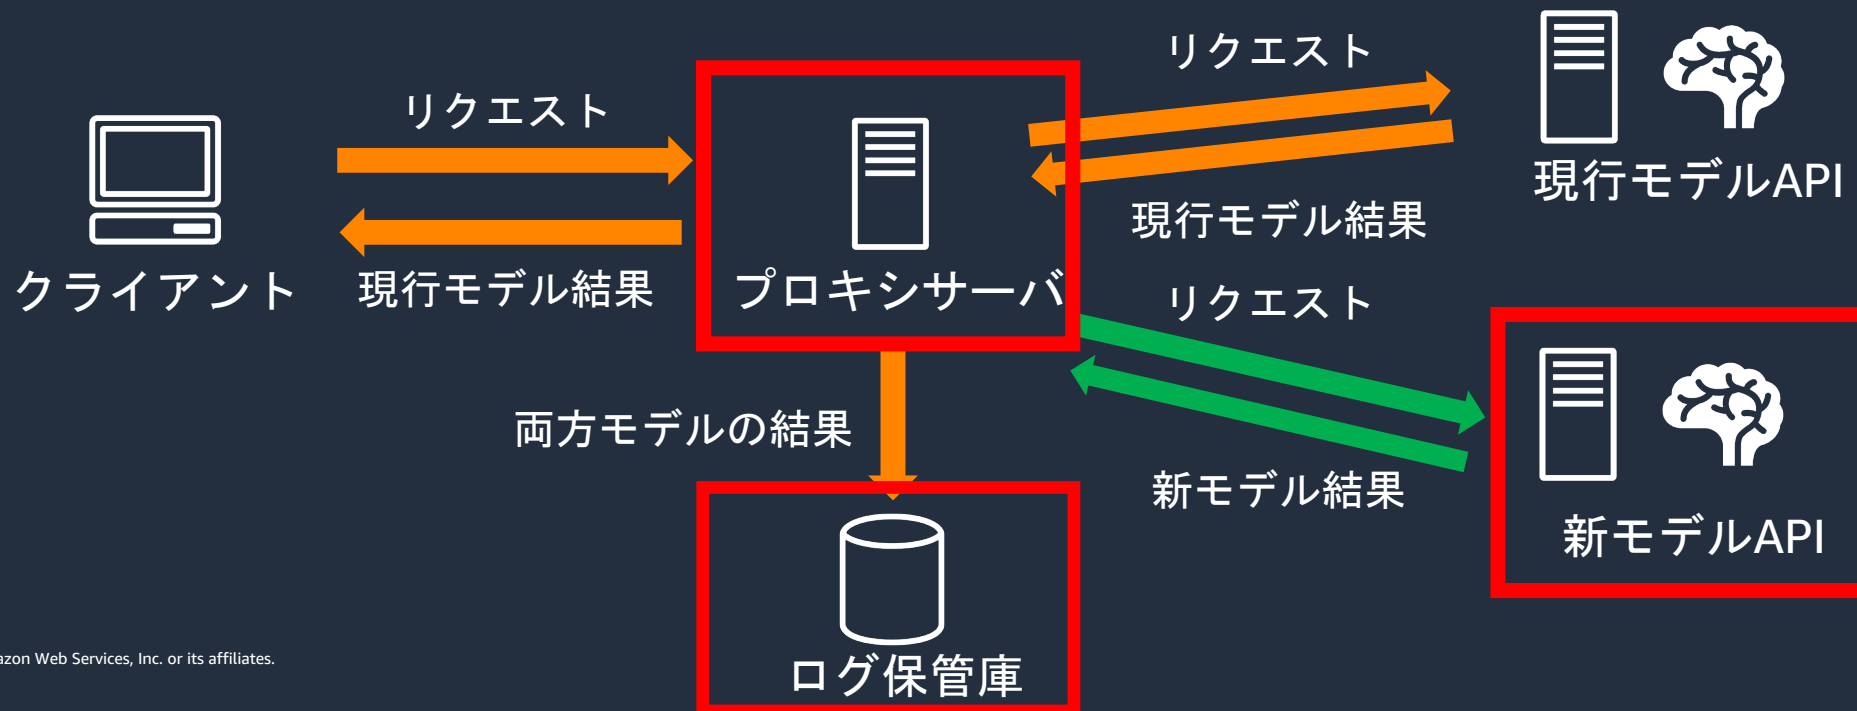 リクエスト
リクエスト
現行モデルAPI
現行モデル結果
クライアント
現行モデル結果
プロキシサーバ
リクエスト
両方モデルの結果
新モデル結果
新モデルAPI
azon Web Services, Inc. or its affiliates.
ログ保管庫